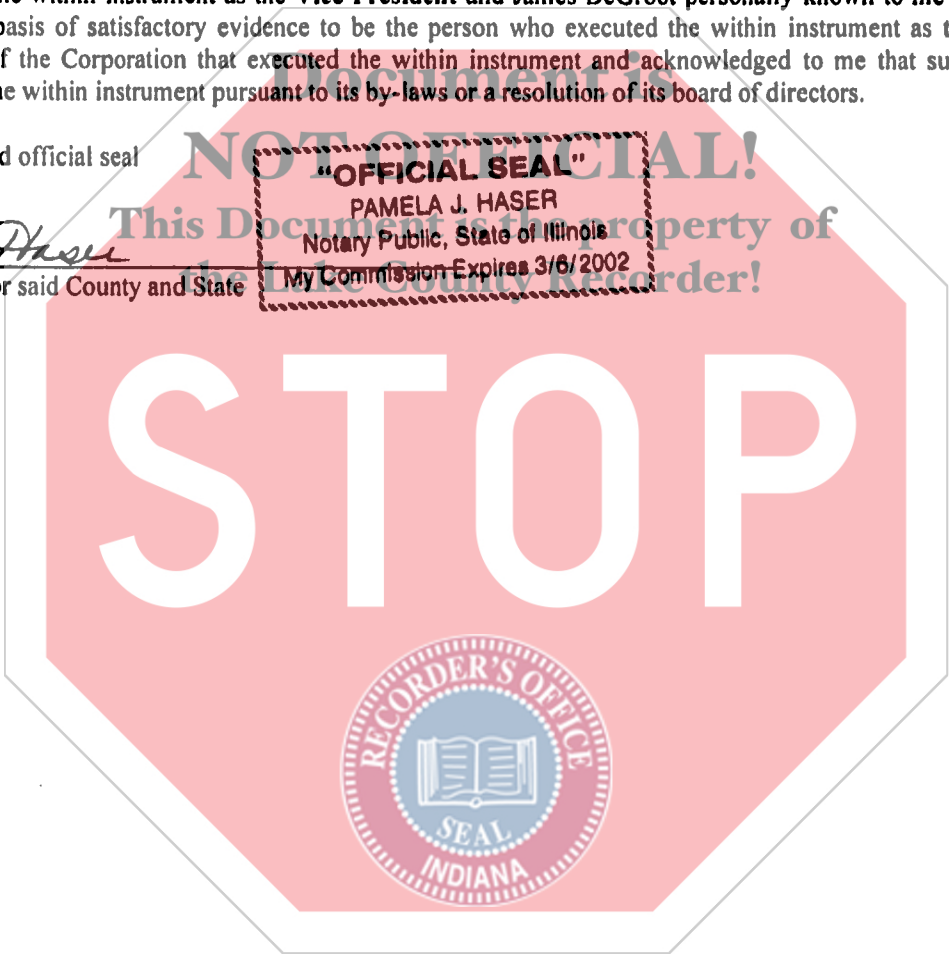 the within instrument as the Vice President and James DeGroot personally known to me
basis of satisfactory evidence to be the person who executed the within instrument as
of the Corporation that executed the within instrument and acknowledged to me that
the within instrument pursuant to its by-laws or a resolution of its board of directors.
Document is
NOT OFFICIAL!
This Document is the property of
the Lake County Recorder!
official seal
"OFFICIAL SEAL"
PAMELA J. HASER
Notary Public, State of Illinois
My Commission Expires 3/6/2002
Haser
said County and State
STOP
RECORDER'S OFFICE
SEAL
INDIANA